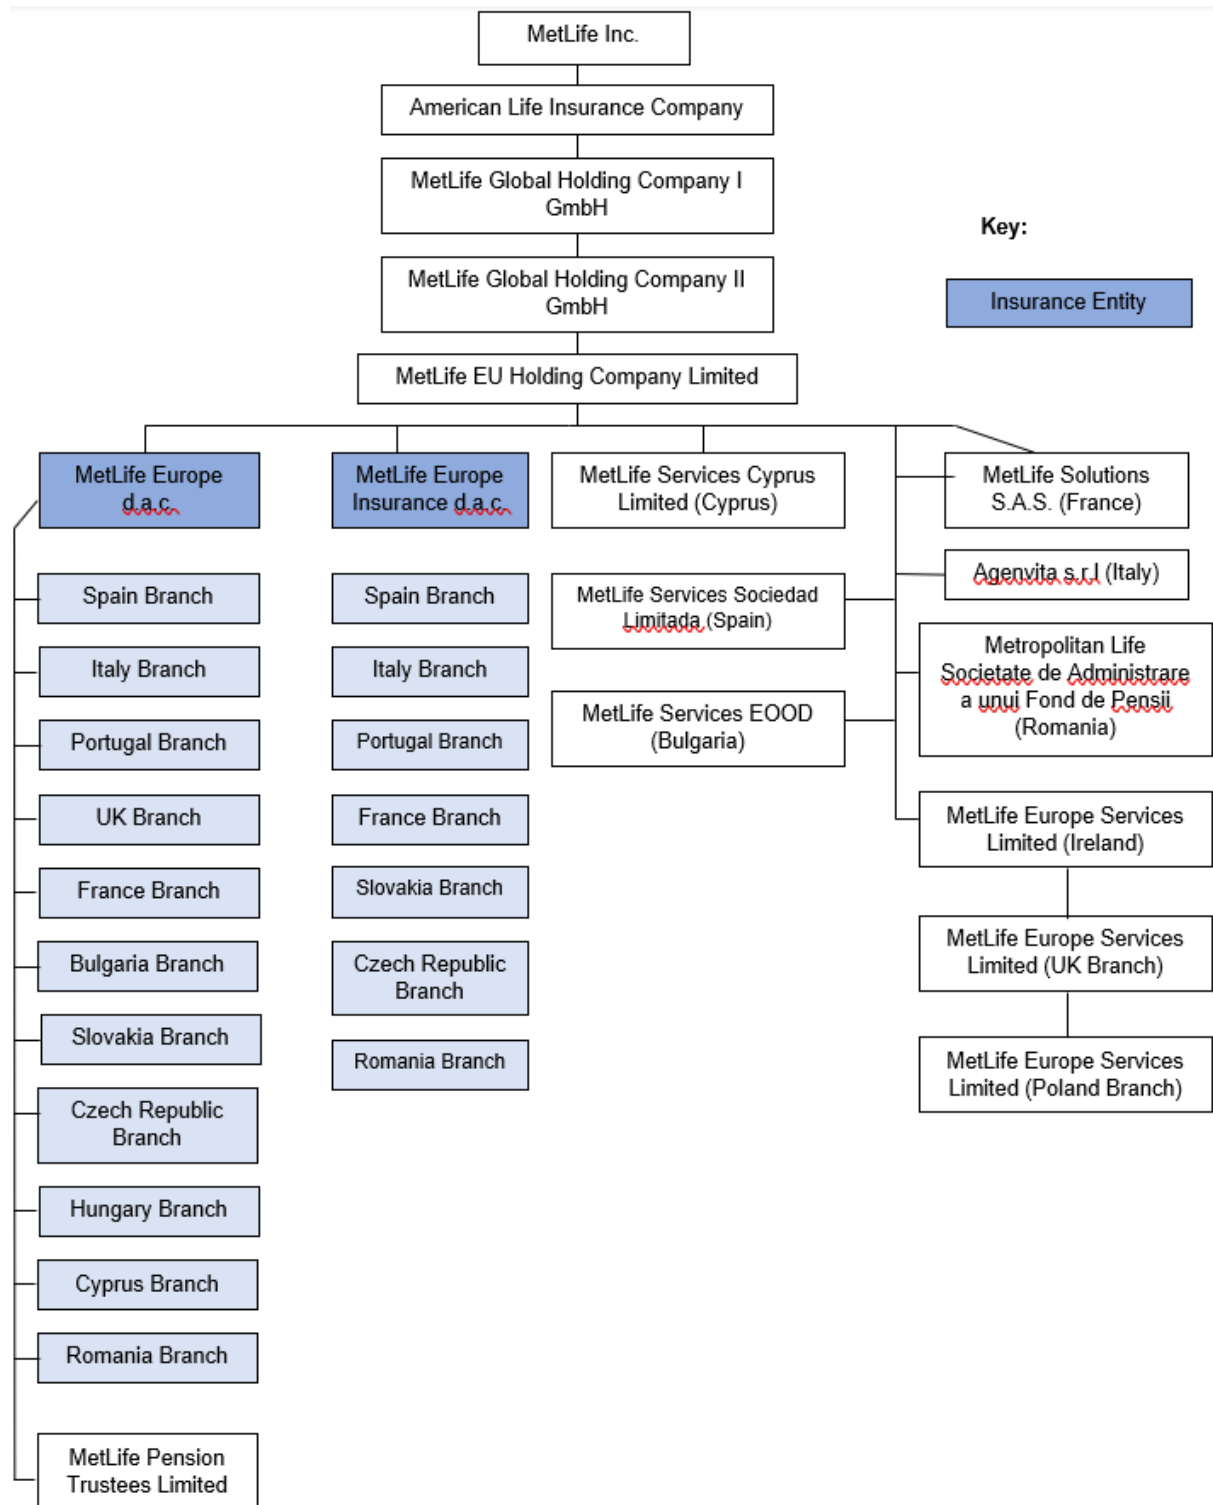 MetLife Inc.
American Life Insurance Company
MetLife Global Holding Company I
GmbH
Key:
MetLife Global Holding Company II
GmbH
Insurance Entity
MetLife EU Holding Company Limited
MetLife Europe
d.a.c.
MetLife Europe
Insurance d.a.c.
MetLife Services Cyprus
Limited (Cyprus)
MetLife Solutions
S.A.S. (France)
Spain Branch
Italy Branch
Portugal Branch
UK Branch
France Branch
Bulgaria Branch
Slovakia Branch
Czech Republic
Branch
Hungary Branch
Cyprus Branch
Romania Branch
MetLife Pension
Trustees Limited
Spain Branch
Italy Branch
Portugal Branch
France Branch
Slovakia Branch
Czech Republic
Branch
Romania Branch
MetLife Services Sociedad
Limitada (Spain)
MetLife Services EOOD
(Bulgaria)
Agenvita s.r.l (Italy)
Metropolitan Life
Societate de Administrare
a unui Fond de Pensii
(Romania)
MetLife Europe Services
Limited (Ireland)
MetLife Europe Services
Limited (UK Branch)
MetLife Europe Services
Limited (Poland Branch)